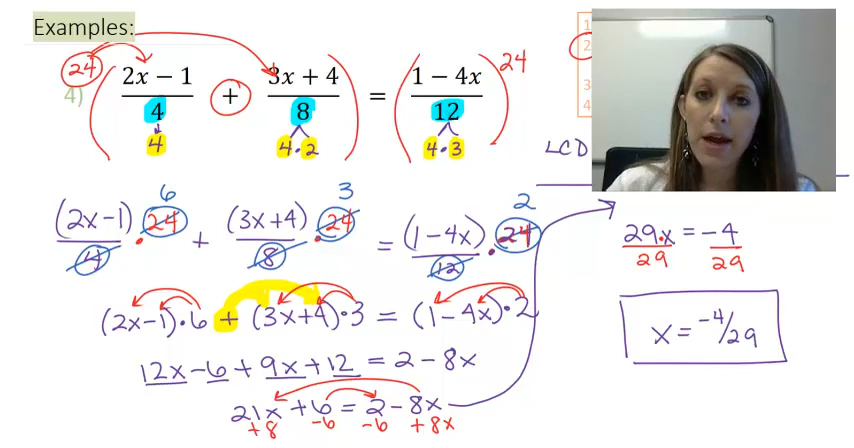 Examples:
24
4) ( (2x − 1)/4 + (3x + 4)/8 ) = ( (1 − 4x)/12 ) 24
4 4·2 4·3
LCD
6 3 2
(2x−1)/4 · 24 + (3x+4)/8 · 24 = (1−4x)/12 · 24
(2x−1)·6 + (3x+4)·3 = (1−4x)·2
12x − 6 + 9x + 12 = 2 − 8x
21x + 6 = 2 − 8x
+8 −6 −6 +8x
29·x = −4
29 29
x = −4/29